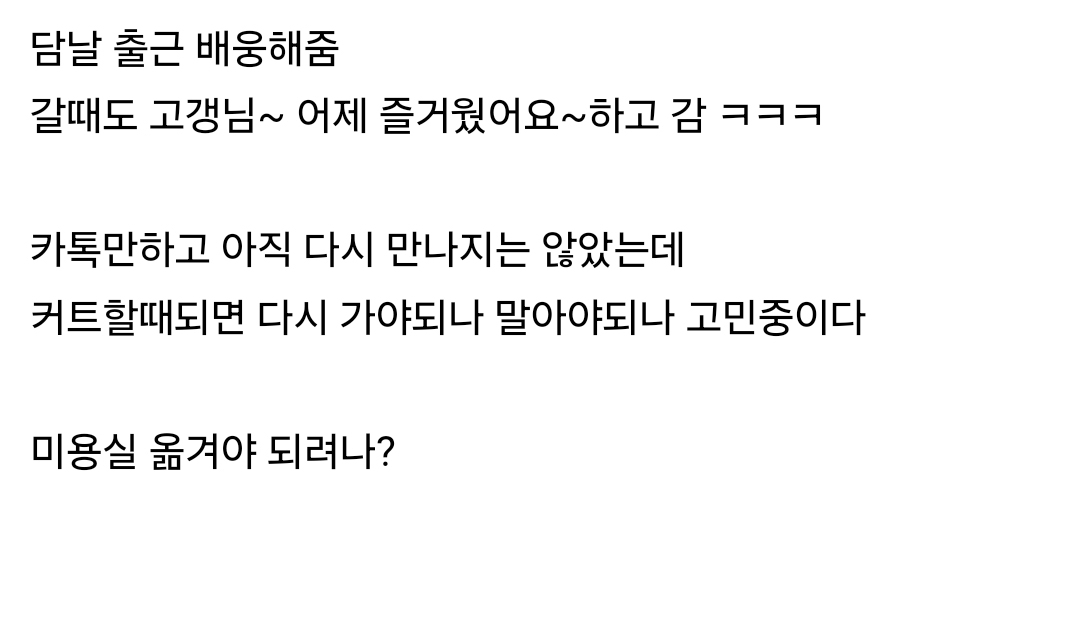 담날 출근 배웅해줌
갈때도 고갱님~ 어제 즐거웠어요~하고 감 ㅋㅋㅋ
카톡만하고 아직 다시 만나지는 않았는데
커트할때되면 다시 가야되나 말아야되나 고민중이다
미용실 옮겨야 되려나?